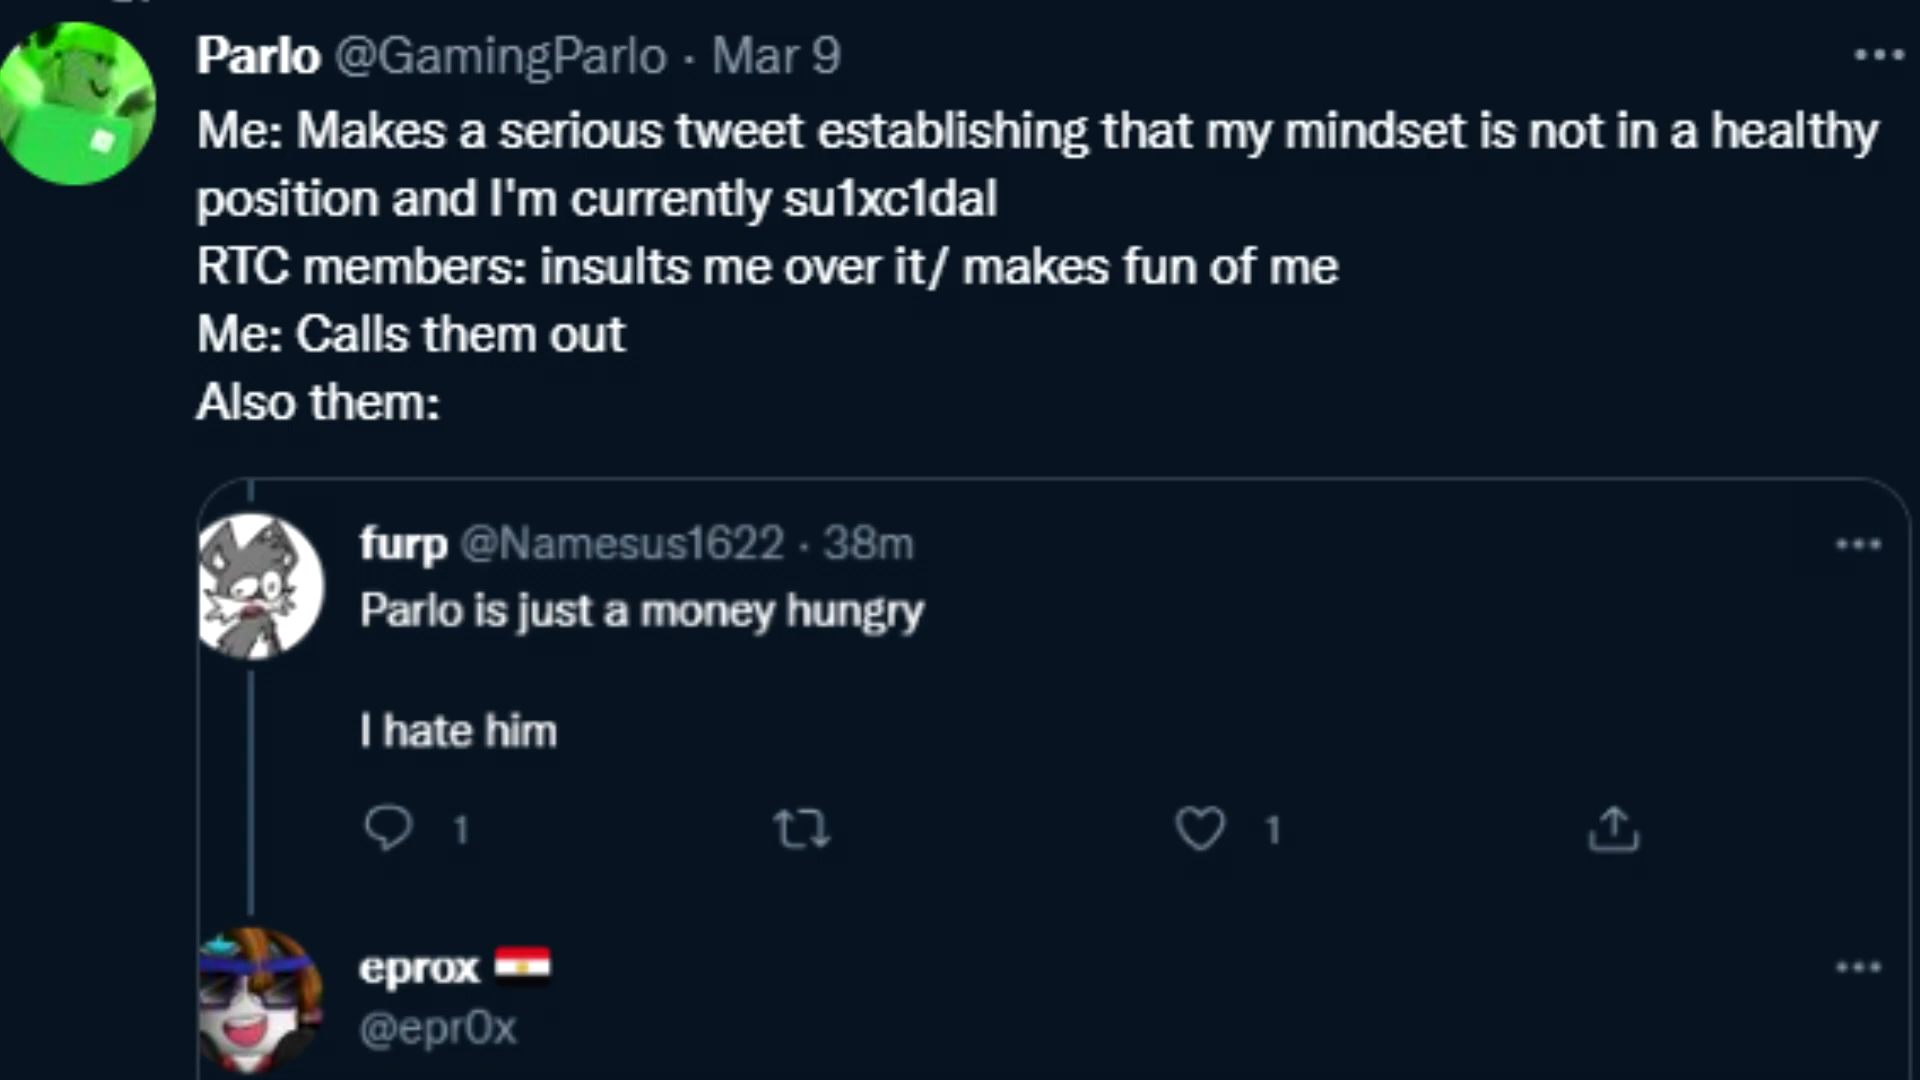 Parlo @GamingParlo · Mar 9
Me: Makes a serious tweet establishing that my mindset is not in a healthy
position and I'm currently su1xc1dal
RTC members: insults me over it/ makes fun of me
Me: Calls them out
Also them:
furp @Namesus1622 · 38m
Parlo is just a money hungry
I hate him
1 1
eprox
@epr0x